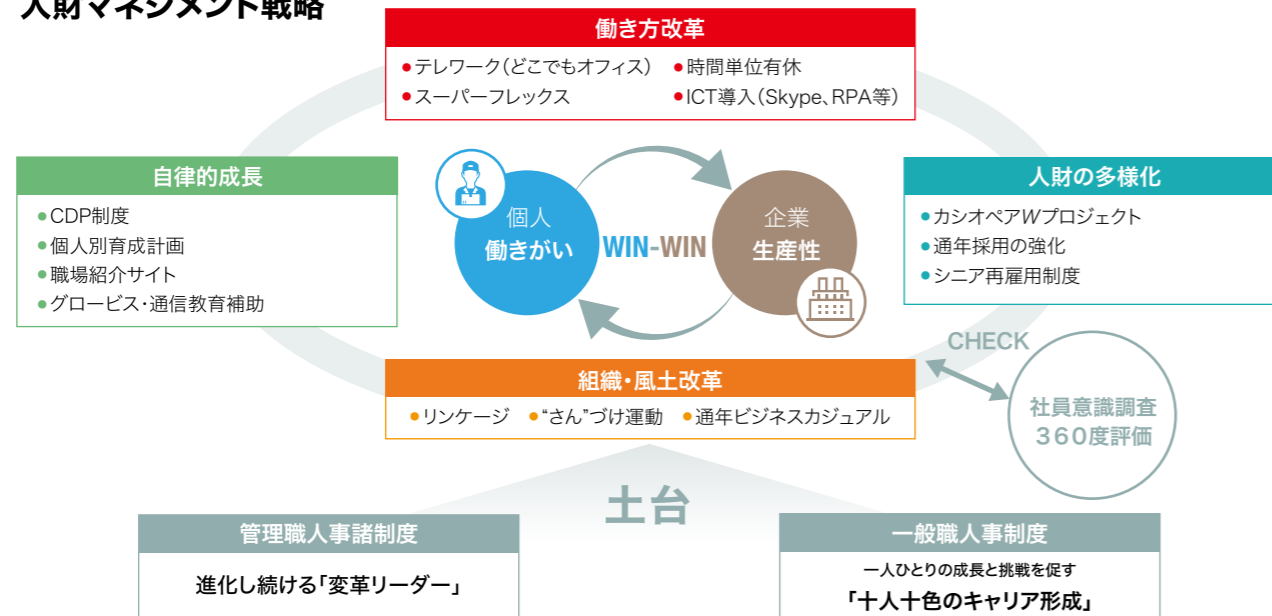 人財マネジメント戦略
働き方改革
●テレワーク（どこでもオフィス） ●時間単位有休
●スーパーフレックス ●ICT導入（Skype、RPA等）
自律的成長
●CDP制度
●個人別育成計画
●職場紹介サイト
●グロービス・通信教育補助
個人
働きがい
WIN-WIN
企業
生産性
人財の多様化
●カシオペアWプロジェクト
●通年採用の強化
●シニア再雇用制度
組織・風土改革
●リンケージ ●“さん”づけ運動 ●通年ビジネスカジュアル
CHECK
社員意識調査
360度評価
土台
管理職人事諸制度
進化し続ける「変革リーダー」
一般職人事制度
一人ひとりの成長と挑戦を促す
「十人十色のキャリア形成」